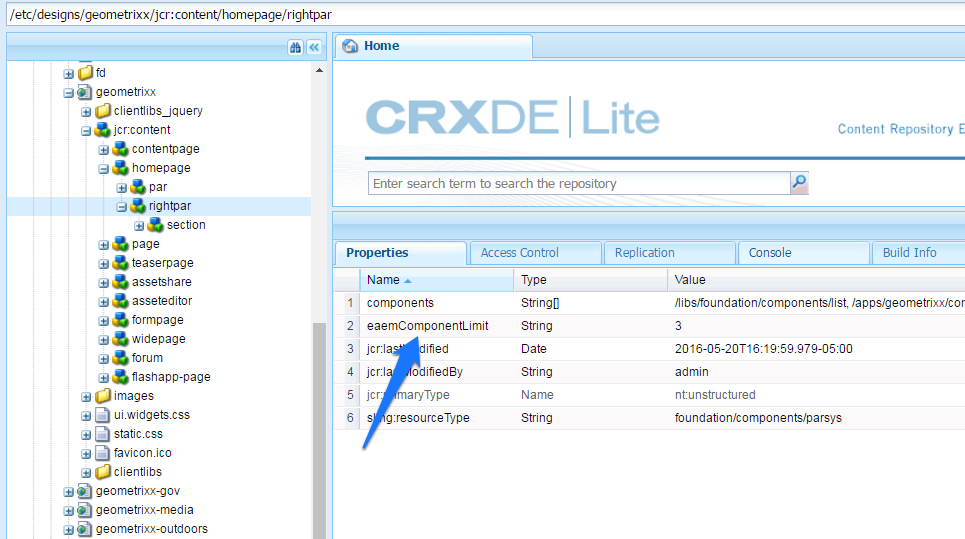 /etc/designs/geometrixx/jcr:content/homepage/rightpar
fd
geometrixx
clientlibs_jquery
jcr:content
contentpage
homepage
par
rightpar
section
page
teaserpage
assetshare
asseteditor
formpage
widepage
forum
flashapp-page
images
ui.widgets.css
static.css
favicon.ico
clientlibs
geometrixx-gov
geometrixx-media
geometrixx-outdoors
Home
CRXDE Lite
Content Repository E
Enter search term to search the repository
Properties Access Control Replication Console Build Info
Name Type Value
1 components String[] /libs/foundation/components/list, /apps/geometrixx/con
2 eaemComponentLimit String 3
3 jcr:lastModified Date 2016-05-20T16:19:59.979-05:00
4 jcr:lastModifiedBy String admin
5 jcr:primaryType Name nt:unstructured
6 sling:resourceType String foundation/components/parsys